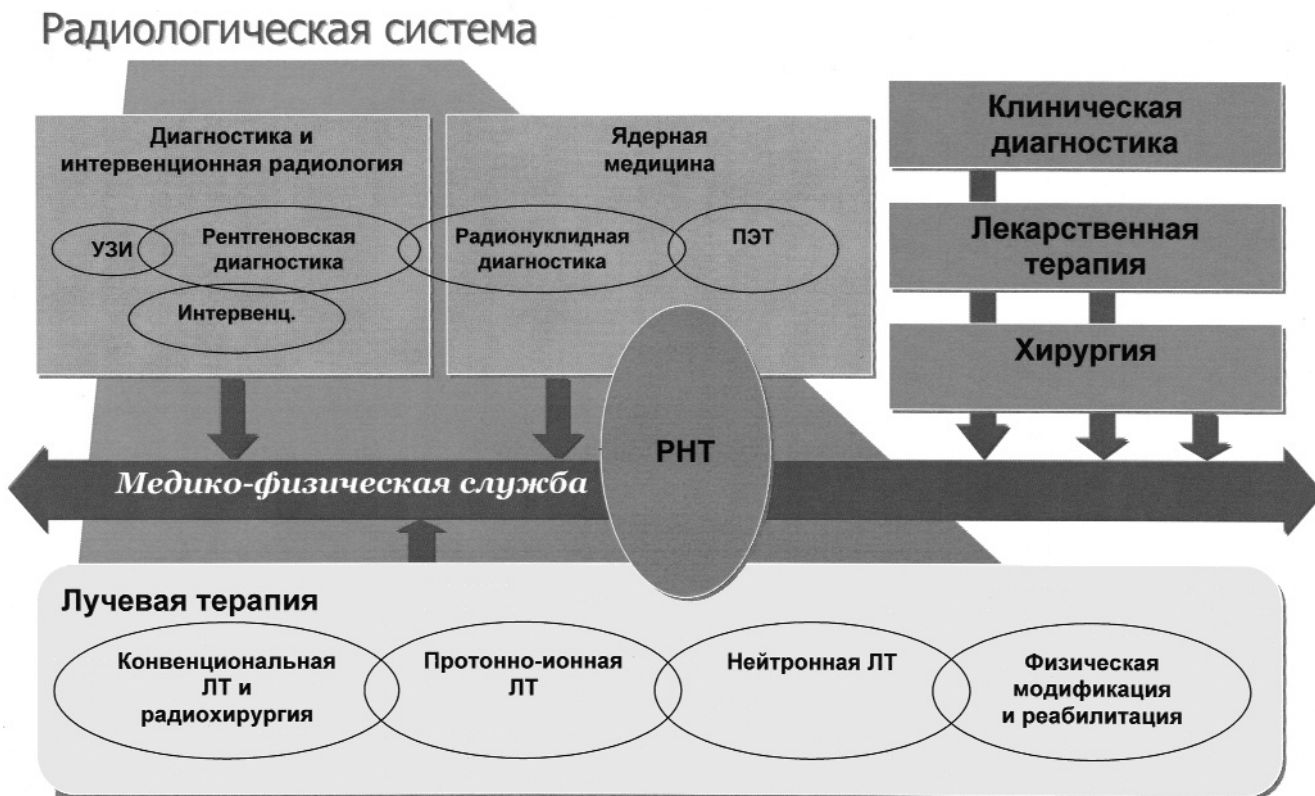 Радиологическая система
Диагностика и
интервенционная радиология
УЗИ
Рентгеновская
диагностика
Интервенц.
Ядерная
медицина
Радионуклидная
диагностика
ПЭТ
Клиническая
диагностика
Лекарственная
терапия
Хирургия
РНТ
Медико-физическая служба
Лучевая терапия
Конвенциональная
ЛТ и
радиохирургия
Протонно-ионная
ЛТ
Нейтронная ЛТ
Физическая
модификация
и реабилитация